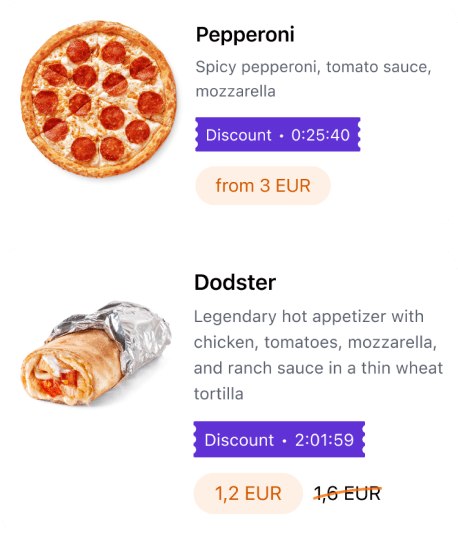 Pepperoni
Spicy pepperoni, tomato sauce,
mozzarella
Discount • 0:25:40
from 3 EUR
Dodster
Legendary hot appetizer with
chicken, tomatoes, mozzarella,
and ranch sauce in a thin wheat
tortilla
Discount • 2:01:59
1,2 EUR 1,6 EUR